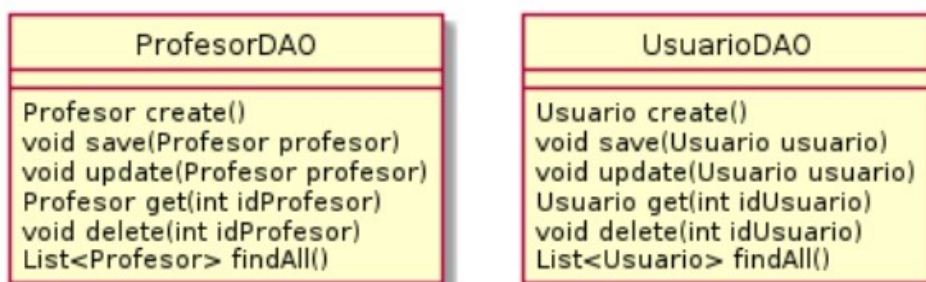 ProfesorDAO
Profesor create()
void save(Profesor profesor)
void update(Profesor profesor)
Profesor get(int idProfesor)
void delete(int idProfesor)
List<Profesor> findAll()
UsuarioDAO
Usuario create()
void save(Usuario usuario)
void update(Usuario usuario)
Usuario get(int idUsuario)
void delete(int idUsuario)
List<Usuario> findAll()